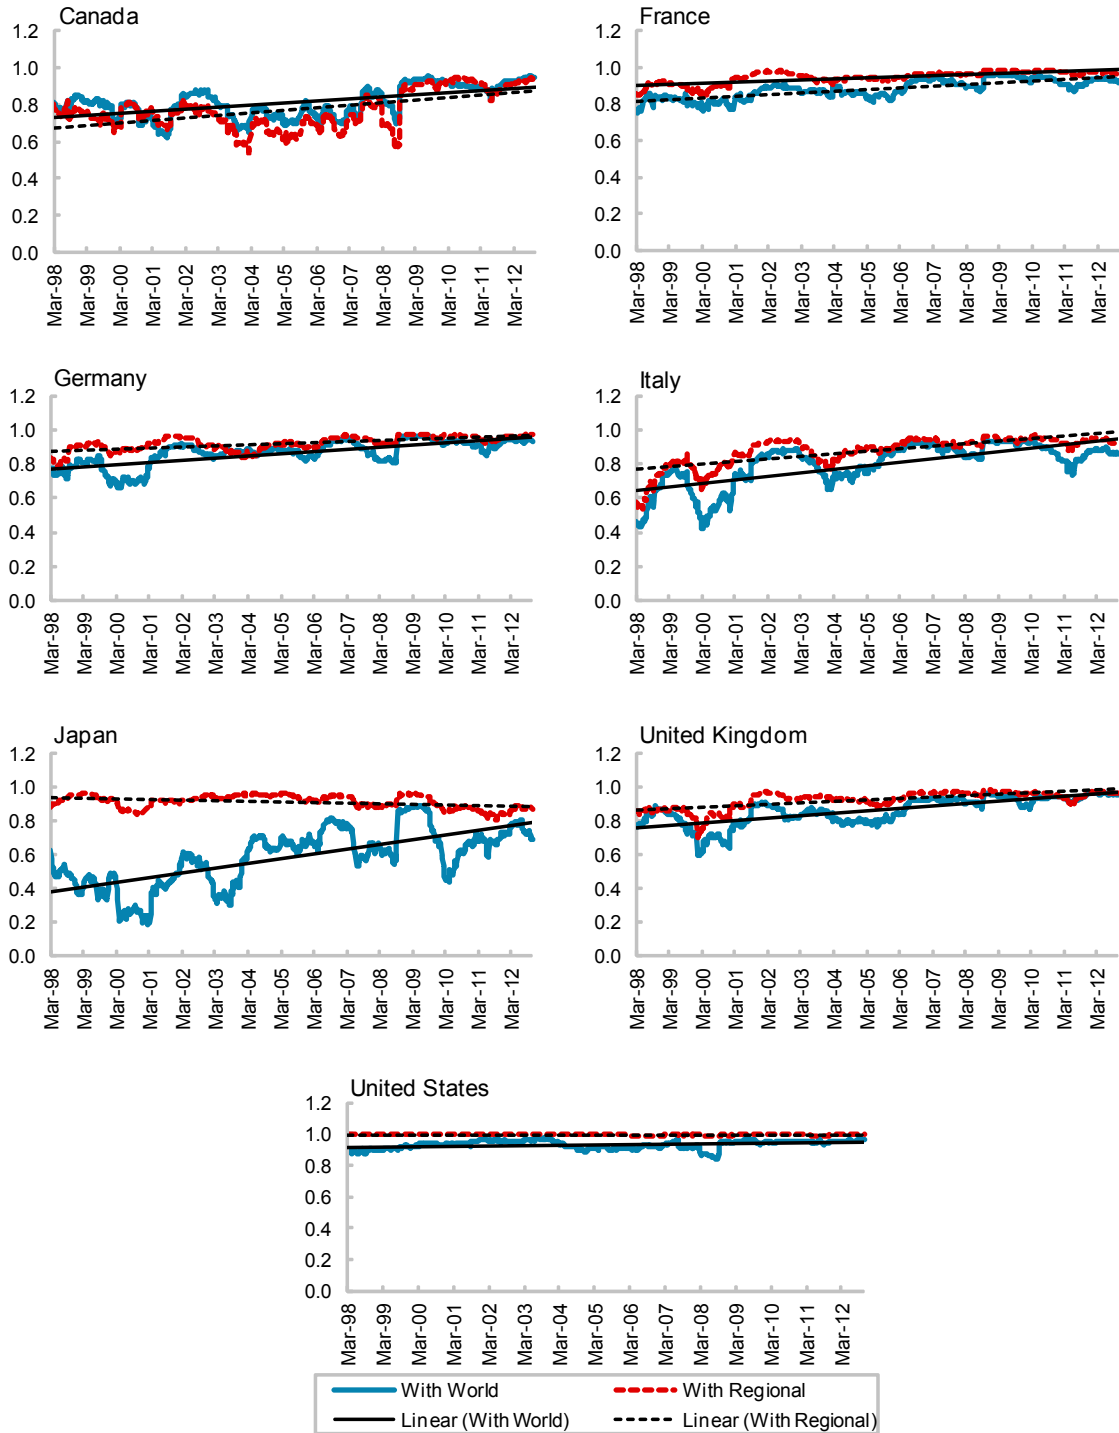 Canada
1.2
1.0
0.8
0.6
0.4
0.2
0.0
Mar-98
Mar-99
Mar-00
Mar-01
Mar-02
Mar-03
Mar-04
Mar-05
Mar-06
Mar-07
Mar-08
Mar-09
Mar-10
Mar-11
Mar-12
France
1.2
1.0
0.8
0.6
0.4
0.2
0.0
Mar-98
Mar-99
Mar-00
Mar-01
Mar-02
Mar-03
Mar-04
Mar-05
Mar-06
Mar-07
Mar-08
Mar-09
Mar-10
Mar-11
Mar-12
Germany
1.2
1.0
0.8
0.6
0.4
0.2
0.0
Mar-98
Mar-99
Mar-00
Mar-01
Mar-02
Mar-03
Mar-04
Mar-05
Mar-06
Mar-07
Mar-08
Mar-09
Mar-10
Mar-11
Mar-12
Italy
1.2
1.0
0.8
0.6
0.4
0.2
0.0
Mar-98
Mar-99
Mar-00
Mar-01
Mar-02
Mar-03
Mar-04
Mar-05
Mar-06
Mar-07
Mar-08
Mar-09
Mar-10
Mar-11
Mar-12
Japan
1.2
1.0
0.8
0.6
0.4
0.2
0.0
Mar-98
Mar-99
Mar-00
Mar-01
Mar-02
Mar-03
Mar-04
Mar-05
Mar-06
Mar-07
Mar-08
Mar-09
Mar-10
Mar-11
Mar-12
United Kingdom
1.2
1.0
0.8
0.6
0.4
0.2
0.0
Mar-98
Mar-99
Mar-00
Mar-01
Mar-02
Mar-03
Mar-04
Mar-05
Mar-06
Mar-07
Mar-08
Mar-09
Mar-10
Mar-11
Mar-12
United States
1.2
1.0
0.8
0.6
0.4
0.2
0.0
Mar-98
Mar-99
Mar-00
Mar-01
Mar-02
Mar-03
Mar-04
Mar-05
Mar-06
Mar-07
Mar-08
Mar-09
Mar-10
Mar-11
Mar-12
With World
With Regional
Linear (With World)
Linear (With Regional)